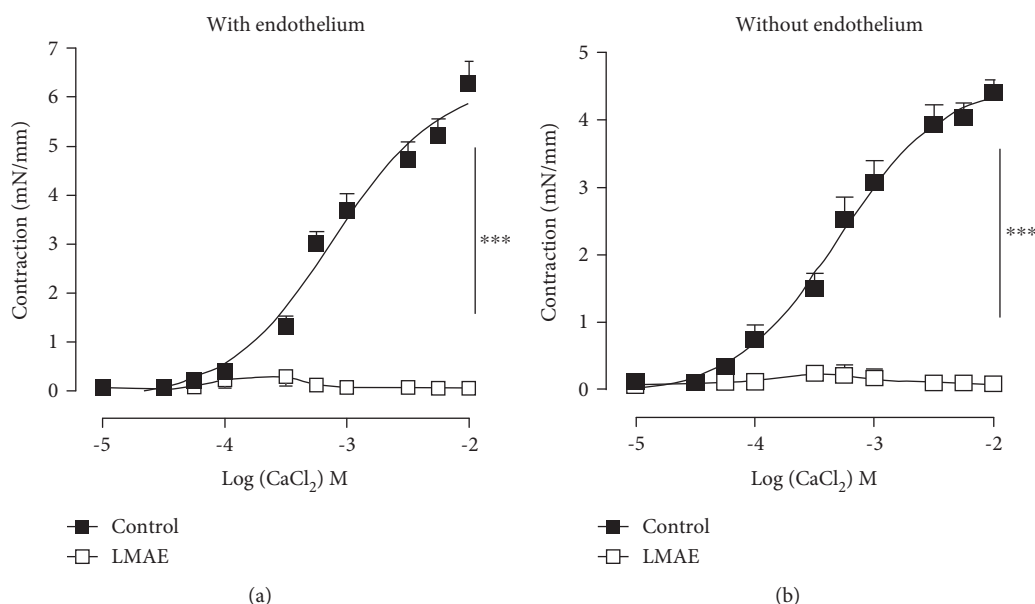 With endothelium
7
6
5
4
3
2
1
0
Contraction (mN/mm)
***
-5
-4
-3
-2
Log (CaCl2) M
Control
LMAE
(a)
Without endothelium
5
4
3
2
1
0
Contraction (mN/mm)
***
-5
-4
-3
-2
Log (CaCl2) M
Control
LMAE
(b)